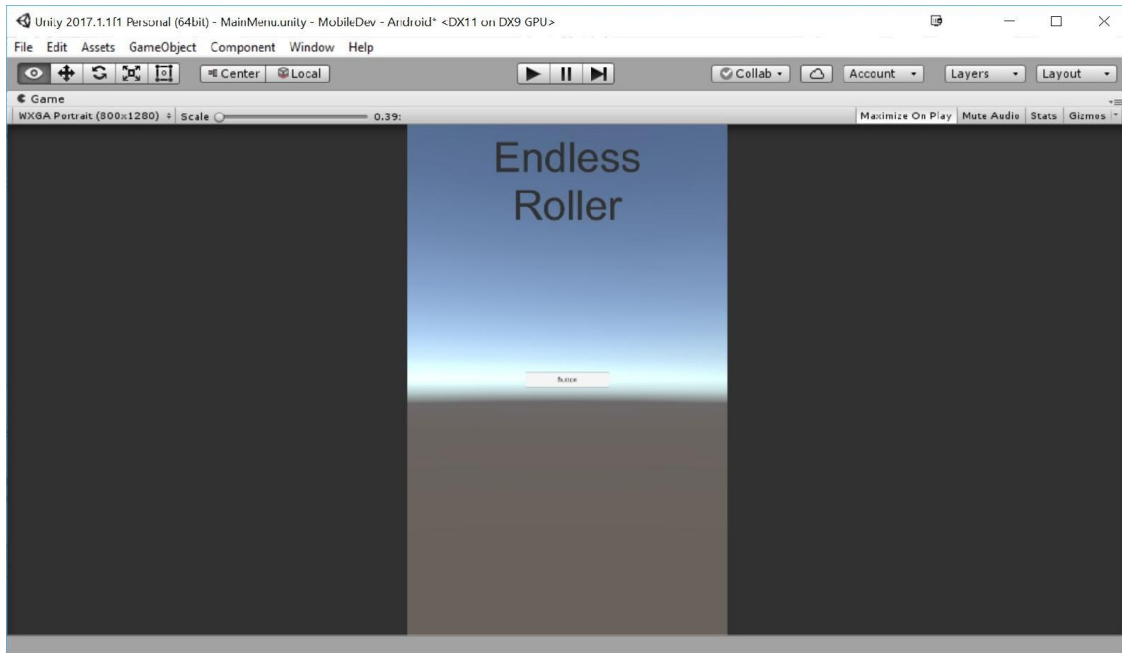 Unity 2017.1.1f1 Personal (64bit) - MainMenu.unity - MobileDev - Android* <DX11 on DX9 GPU>
File Edit Assets GameObject Component Window Help
Center Local Collab Account Layers Layout
Game
WXGA Portrait (800x1280) Scale 0.39: Maximize On Play Mute Audio Stats Gizmos
Endless
Roller
Button